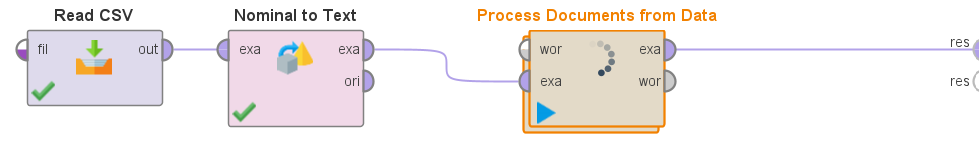 Read CSV
fil
out
Nominal to Text
exa
exa
ori
Process Documents from Data
wor
exa
exa
wor
res
res